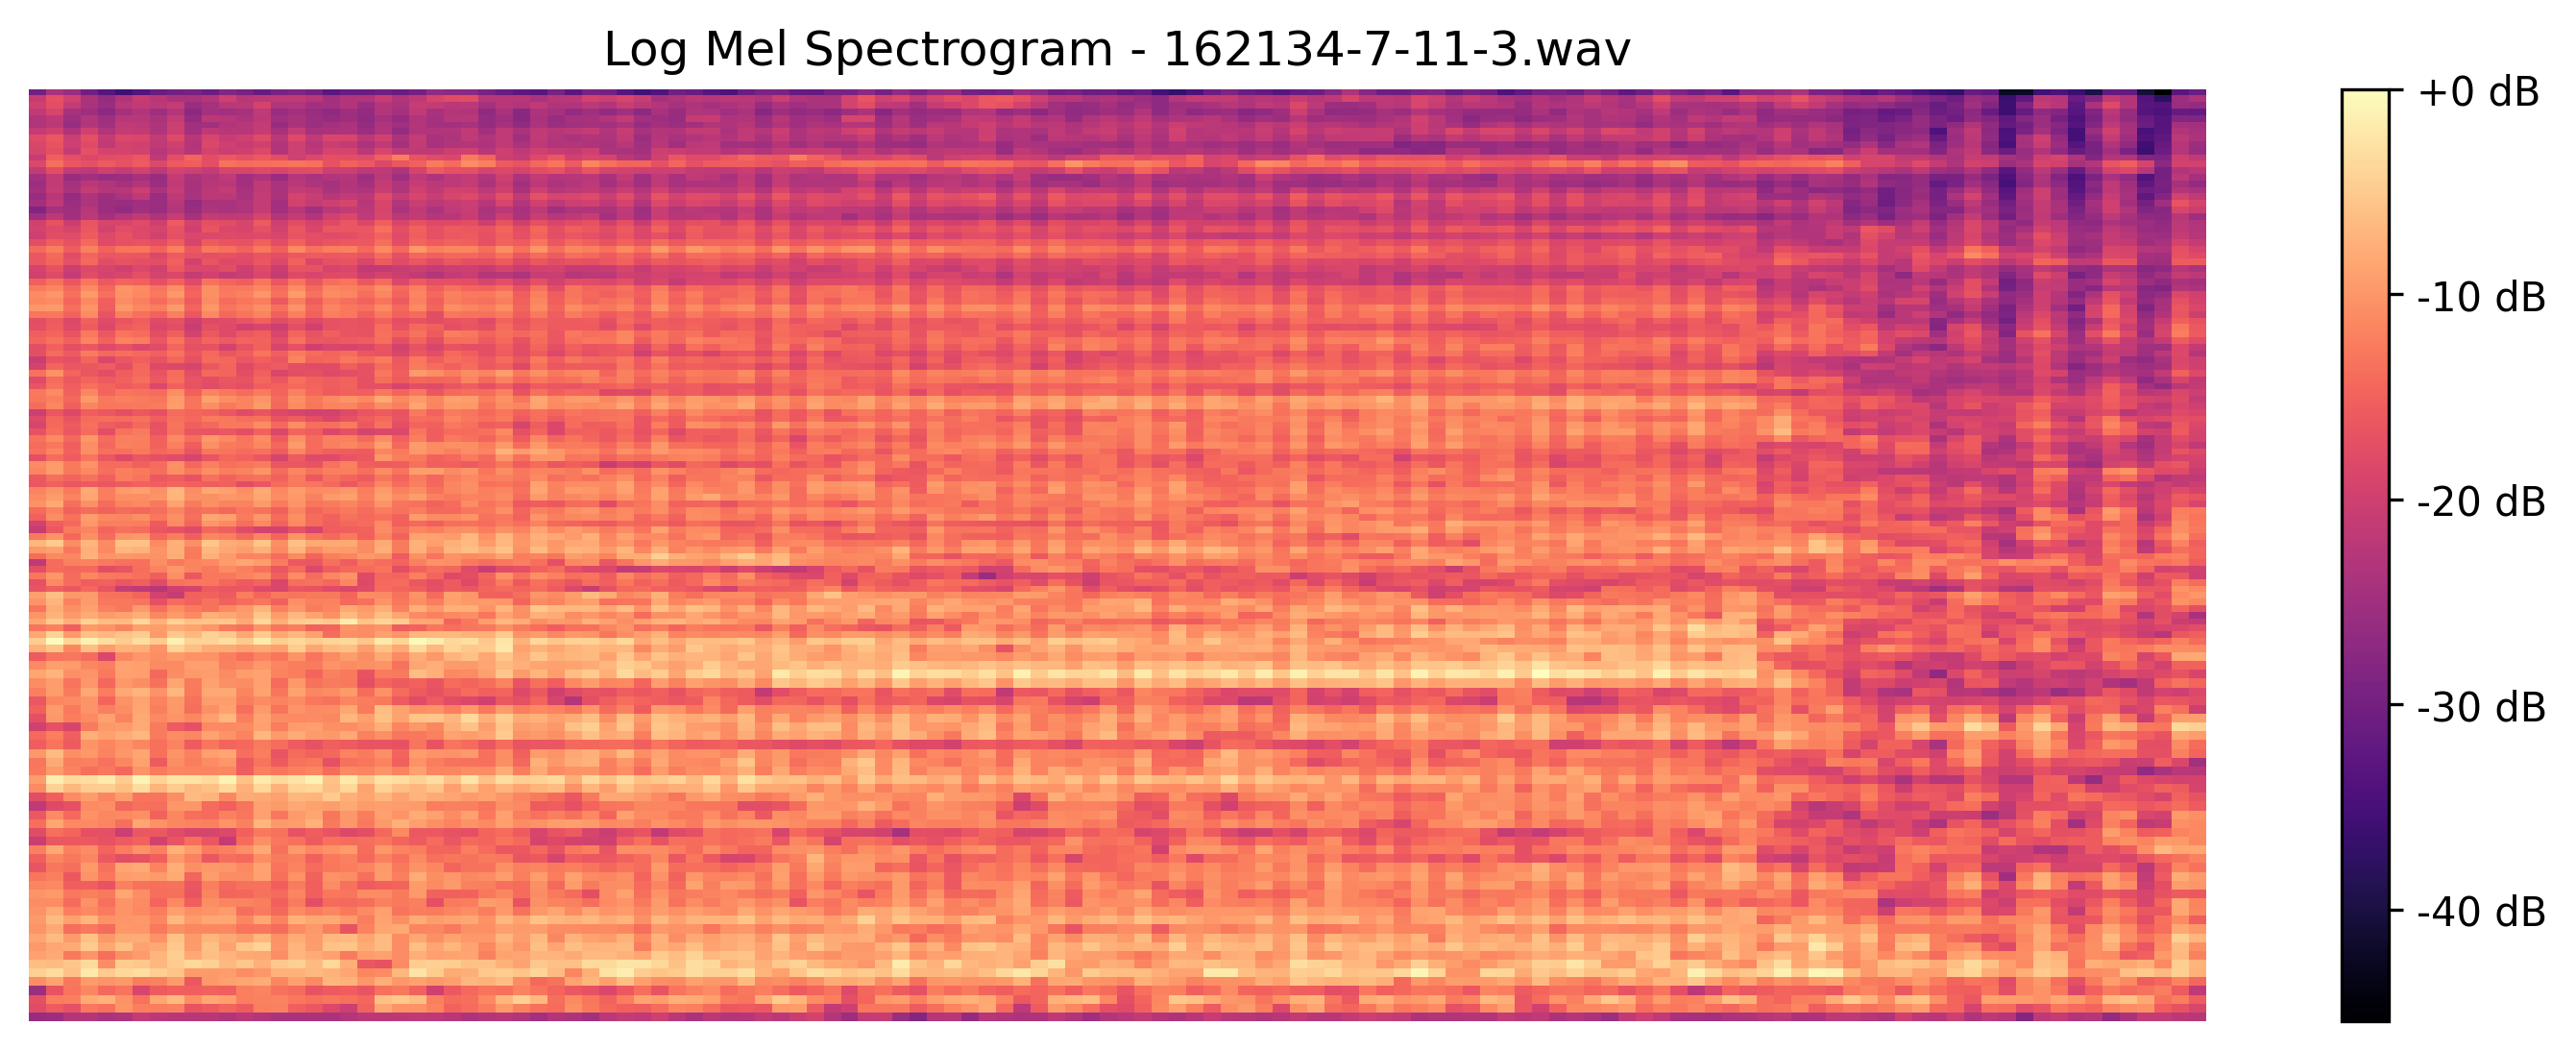 Log Mel Spectrogram - 162134-7-11-3.wav
+0 dB
-10 dB
-20 dB
-30 dB
-40 dB